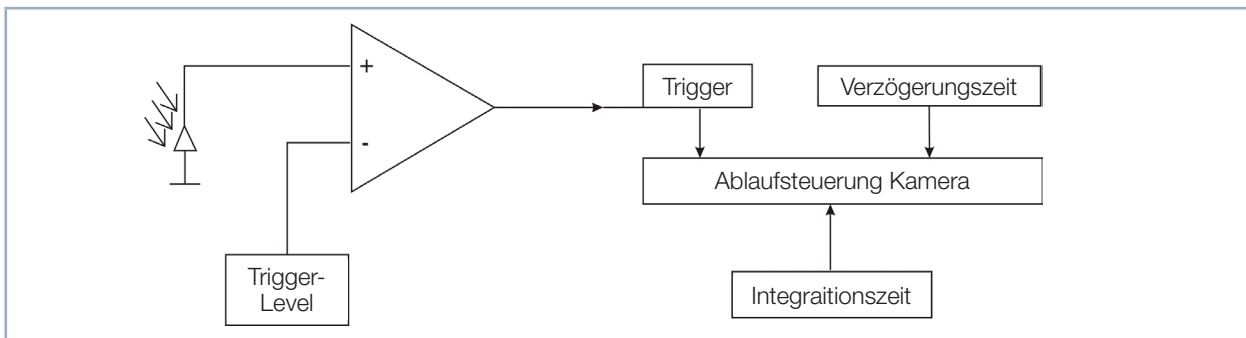 +
-
Trigger-
Level
Trigger
Verzögerungszeit
Ablaufsteuerung Kamera
Integraitionszeit